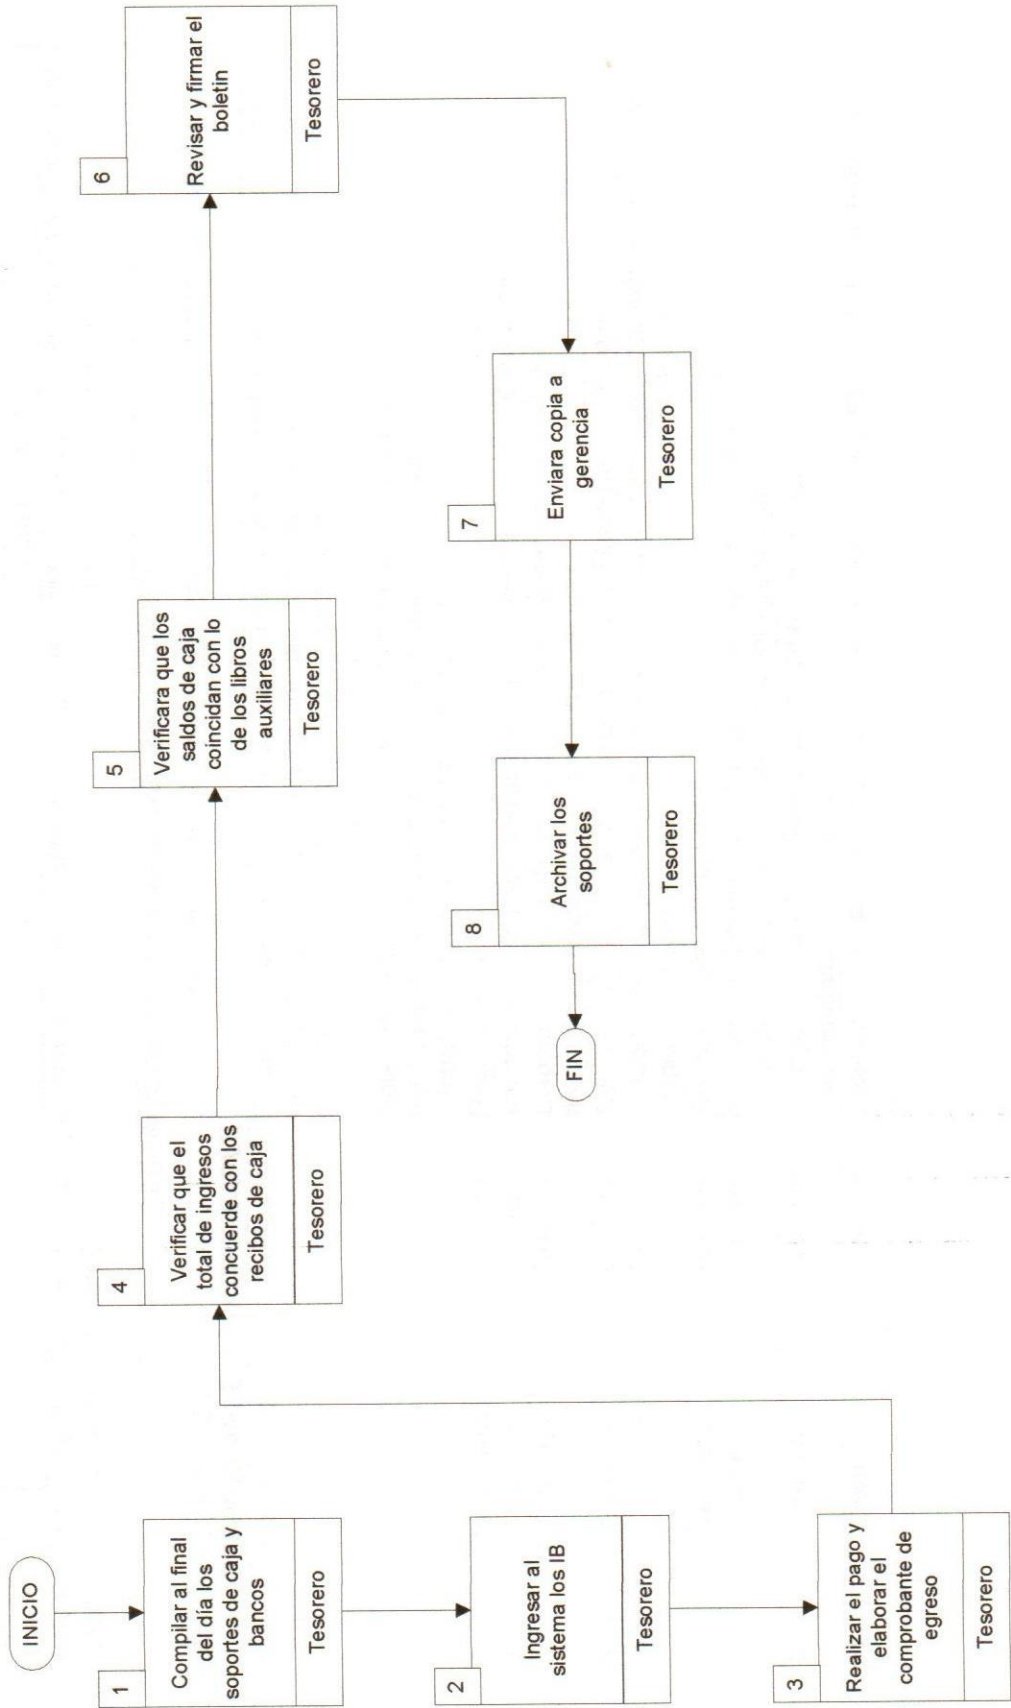 INICIO
1
Compilar al final
del día los
soportes de caja y
bancos
Tesorero
2
Ingresar al
sistema los IB
Tesorero
3
Realizar el pago y
elaborar el
comprobante de
egreso
Tesorero
4
Verificar que el
total de ingresos
concuerde con los
recibos de caja
Tesorero
5
Verificara que los
saldos de caja
coincidan con lo
de los libros
auxiliares
Tesorero
6
Revisar y firmar el
boletin
Tesorero
7
Enviara copia a
gerencia
Tesorero
8
Archivar los
soportes
Tesorero
FIN